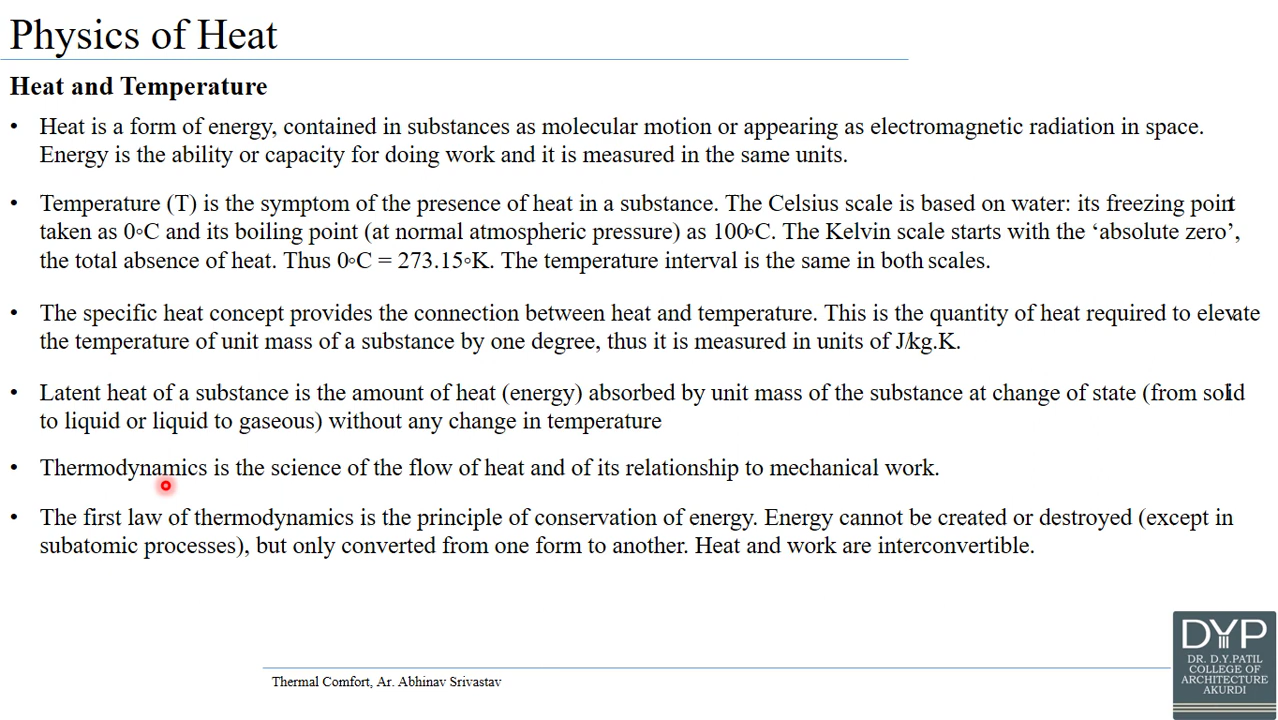 Physics of Heat
Heat and Temperature
• Heat is a form of energy, contained in substances as molecular motion or appearing as electromagnetic radiation in space.
Energy is the ability or capacity for doing work and it is measured in the same units.
• Temperature (T) is the symptom of the presence of heat in a substance. The Celsius scale is based on water: its freezing point
taken as 0◦C and its boiling point (at normal atmospheric pressure) as 100◦C. The Kelvin scale starts with the ‘absolute zero’,
the total absence of heat. Thus 0◦C = 273.15◦K. The temperature interval is the same in both scales.
• The specific heat concept provides the connection between heat and temperature. This is the quantity of heat required to elevate
the temperature of unit mass of a substance by one degree, thus it is measured in units of J/kg.K.
• Latent heat of a substance is the amount of heat (energy) absorbed by unit mass of the substance at change of state (from solid
to liquid or liquid to gaseous) without any change in temperature
• Thermodynamics is the science of the flow of heat and of its relationship to mechanical work.
• The first law of thermodynamics is the principle of conservation of energy. Energy cannot be created or destroyed (except in
subatomic processes), but only converted from one form to another. Heat and work are interconvertible.
Thermal Comfort, Ar. Abhinav Srivastav
DYP
DR. D.Y.PATIL
COLLEGE OF
ARCHITECTURE
AKURDI